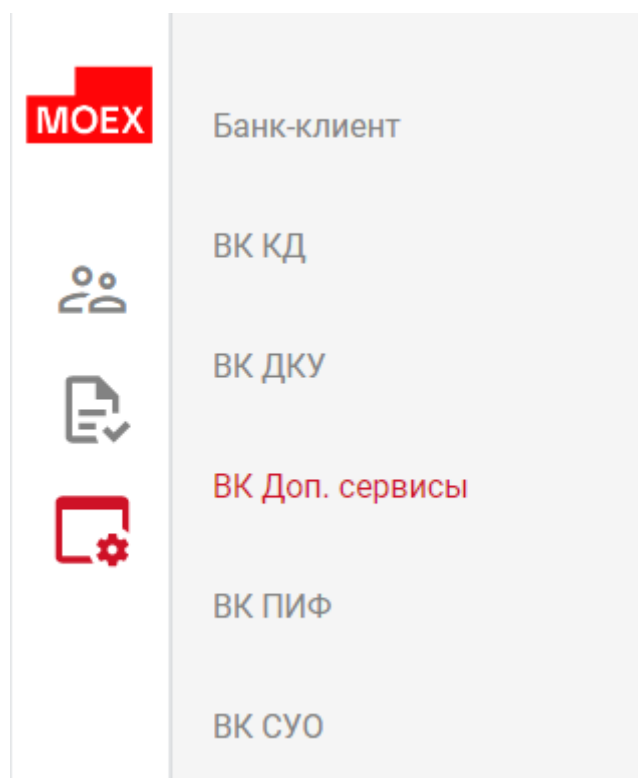 MOEX
Банк-клиент
ВК КД
ВК ДКУ
ВК Доп. сервисы
ВК ПИФ
ВК СУО